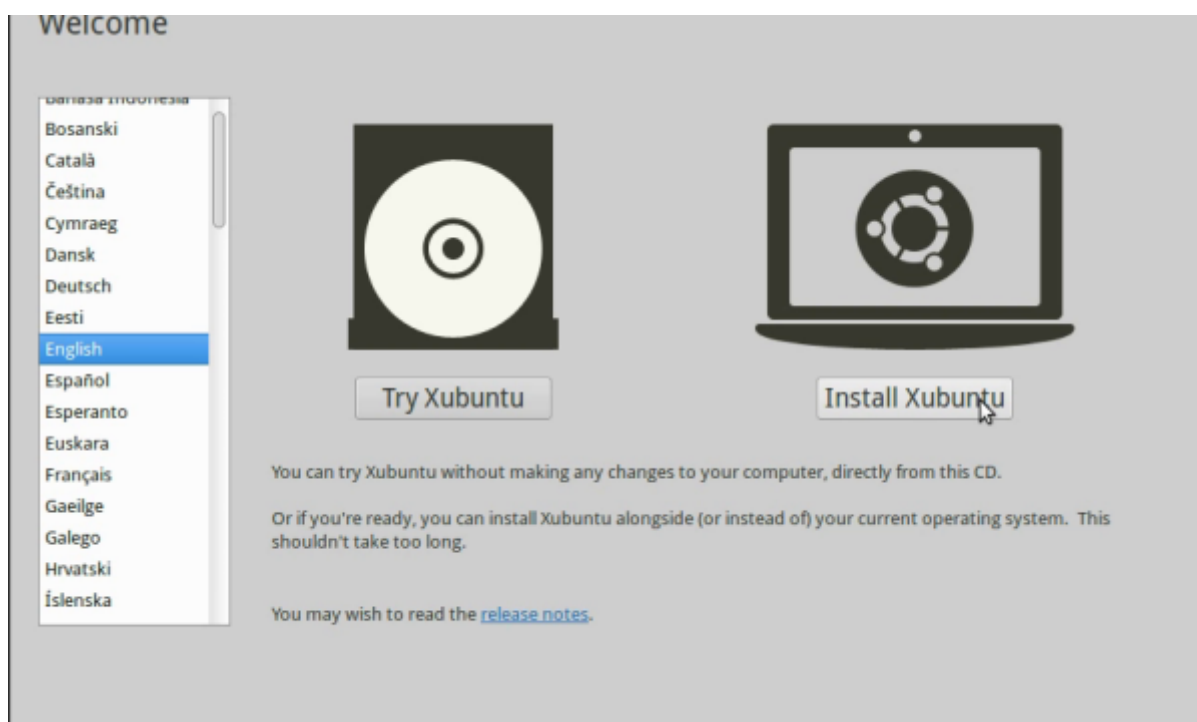 Welcome
Bahasa Indonesia
Bosanski
Català
Čeština
Cymraeg
Dansk
Deutsch
Eesti
English
Español
Esperanto
Euskara
Français
Gaeilge
Galego
Hrvatski
Íslenska
Try Xubuntu
Install Xubuntu
You can try Xubuntu without making any changes to your computer, directly from this CD.
Or if you're ready, you can install Xubuntu alongside (or instead of) your current operating system. This
shouldn't take too long.
You may wish to read the release notes.